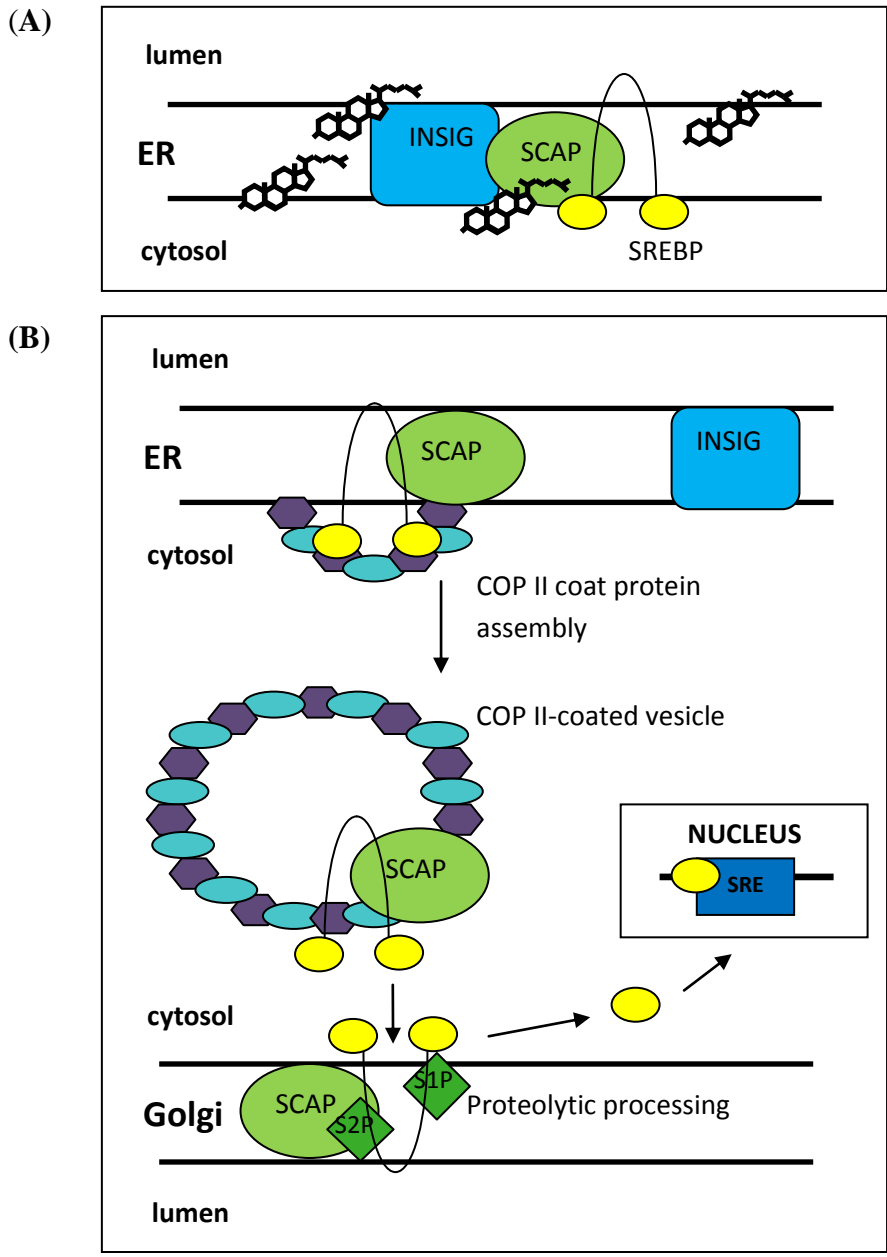 (A)
lumen
ER
INSIG
SCAP
cytosol
SREBP
(B)
lumen
ER
SCAP
INSIG
cytosol
COP II coat protein
assembly
COP II-coated vesicle
SCAP
NUCLEUS
SRE
cytosol
S1P
Golgi
SCAP
S2P
Proteolytic processing
lumen